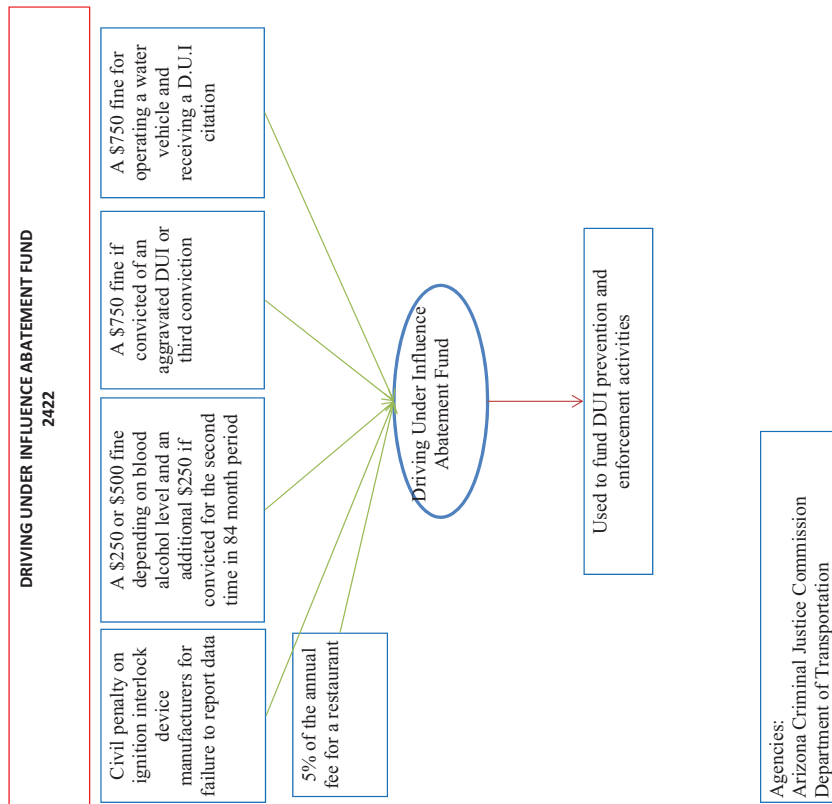 DRIVING UNDER INFLUENCE ABATEMENT FUND
2422
Civil penalty on
ignition interlock
device
manufacturers for
failure to report data
A $250 or $500 fine
depending on blood
alcohol level and an
additional $250 if
convicted for the second
time in 84 month period
A $750 fine if
convicted of an
aggravated DUI or
third conviction
A $750 fine for
operating a water
vehicle and
receiving a D.U.I
citation
5% of the annual
fee for a restaurant
Driving Under Influence
Abatement Fund
Used to fund DUI prevention and
enforcement activities
Agencies:
Arizona Criminal Justice Commission
Department of Transportation